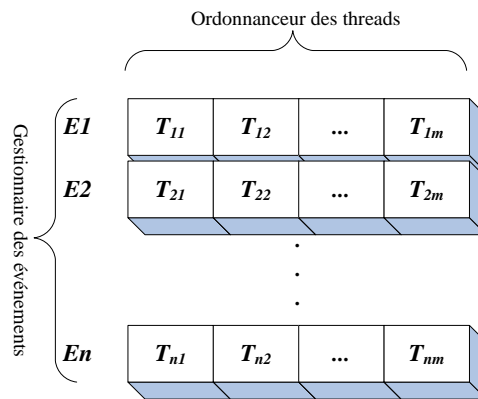 Ordonnanceur des threads
Gestionnaire des événements
E1 T11 T12 ... T1m
E2 T21 T22 ... T2m
.
.
.
En Tn1 Tn2 ... Tnm